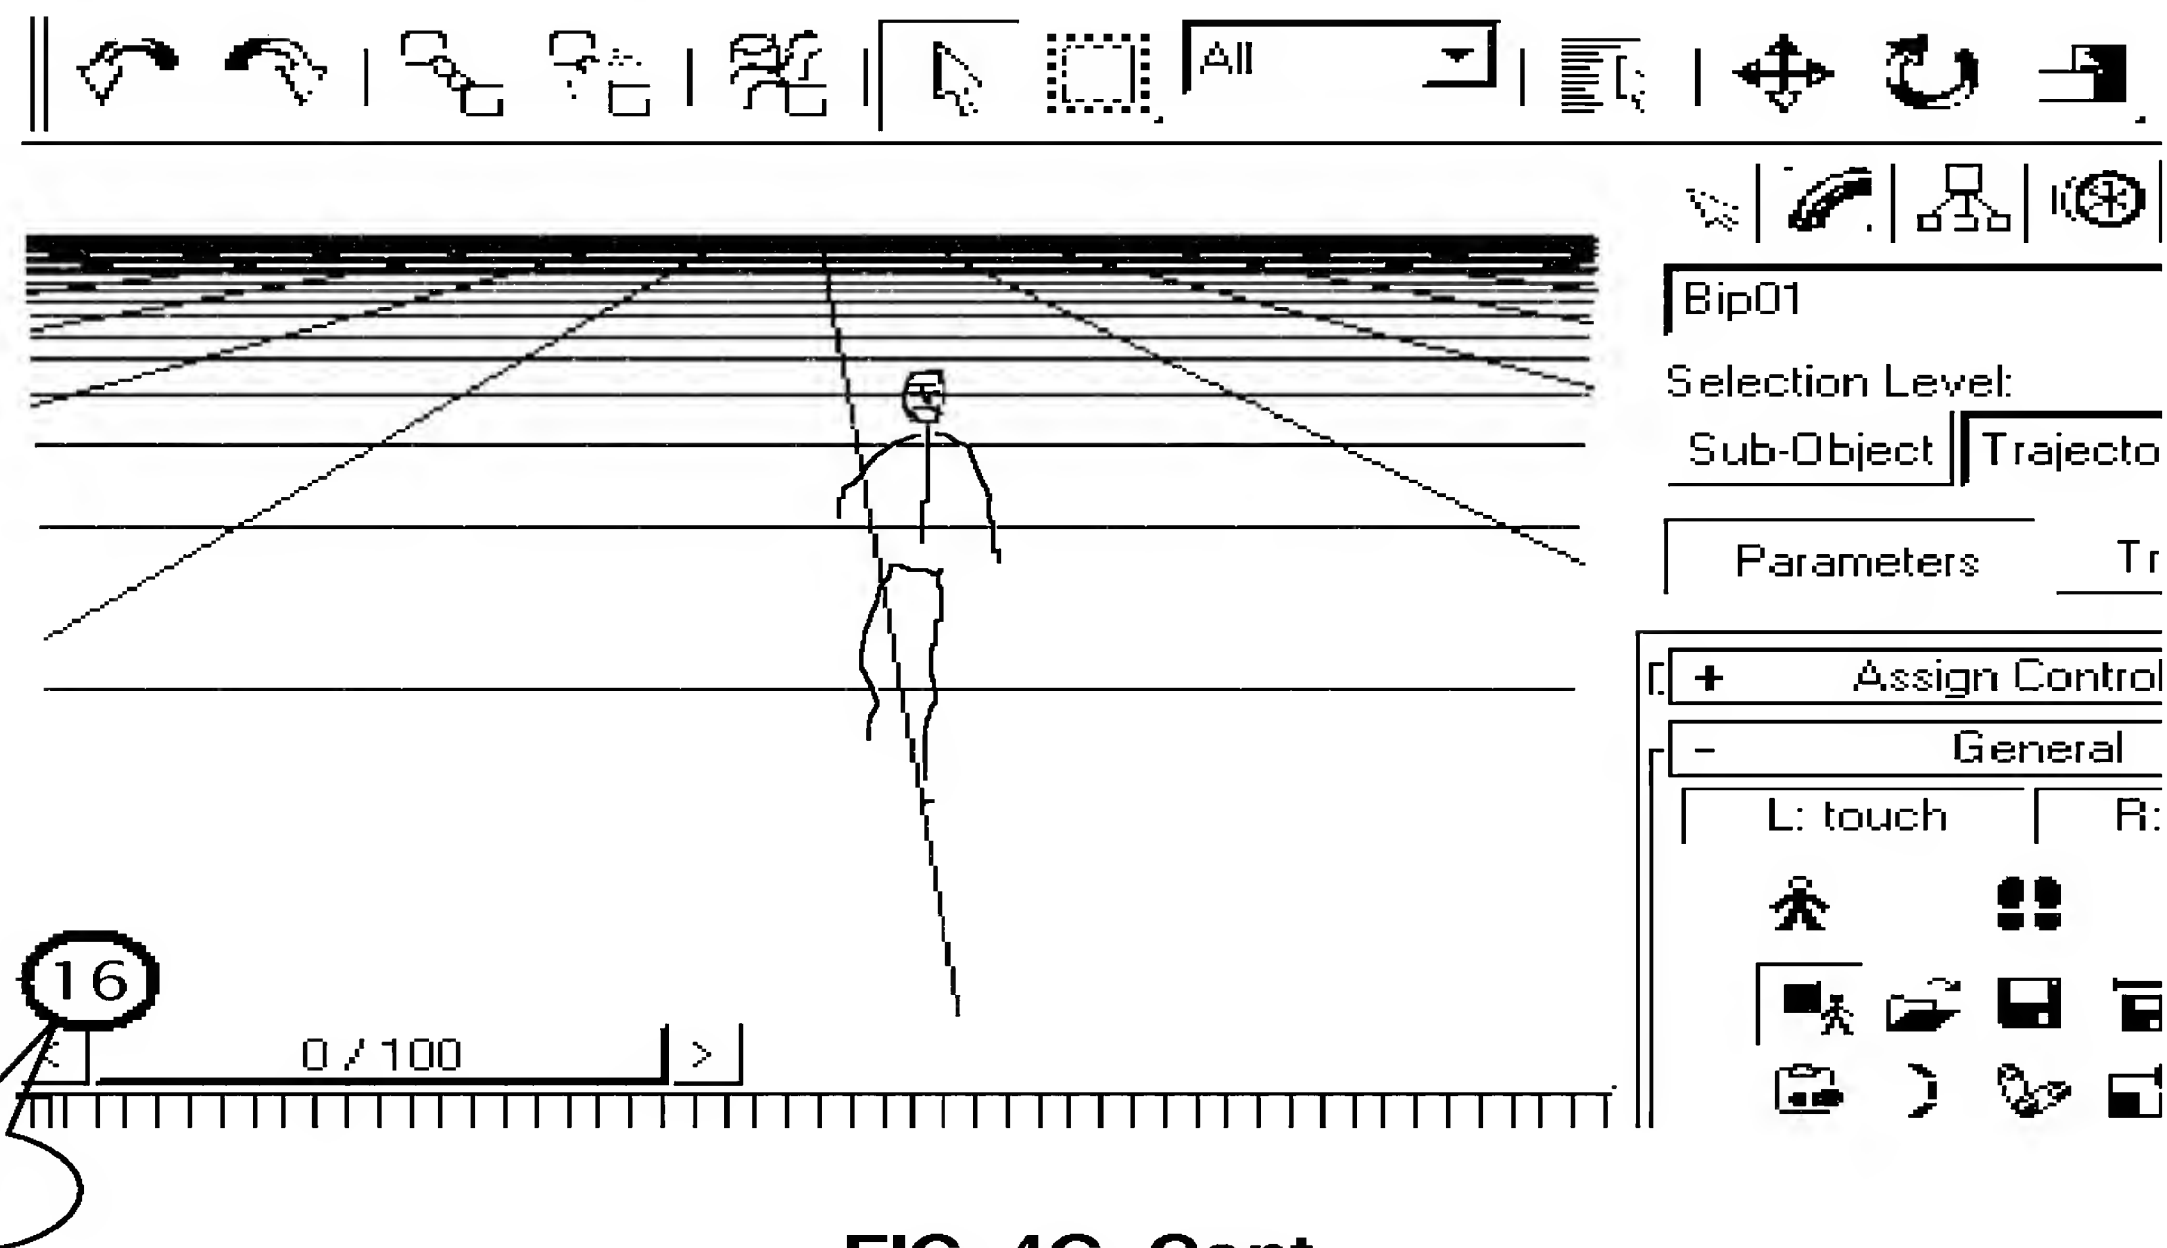 All
Bip01
Selection Level:
Sub-Object Trajecto
Parameters Tr
+ Assign Control
- General
L: touch R:
16
< 0 / 100 >